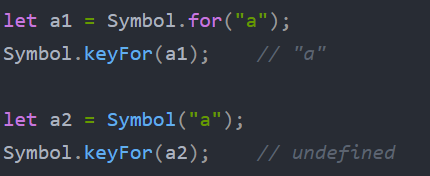 let a1 = Symbol.for("a");
Symbol.keyFor(a1);    // "a"
let a2 = Symbol("a");
Symbol.keyFor(a2);    // undefined